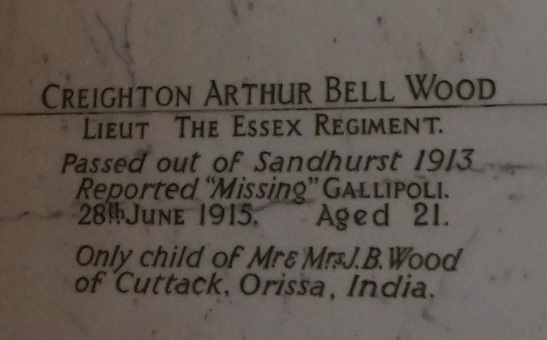 CREIGHTON ARTHUR BELL WOOD
LIEUT THE ESSEX REGIMENT.
Passed out of Sandhurst 1913
Reported "Missing" GALLIPOLI.
28th JUNE 1915. Aged 21.
Only child of Mr & Mrs J.B. Wood
of Cuttack, Orissa, India.